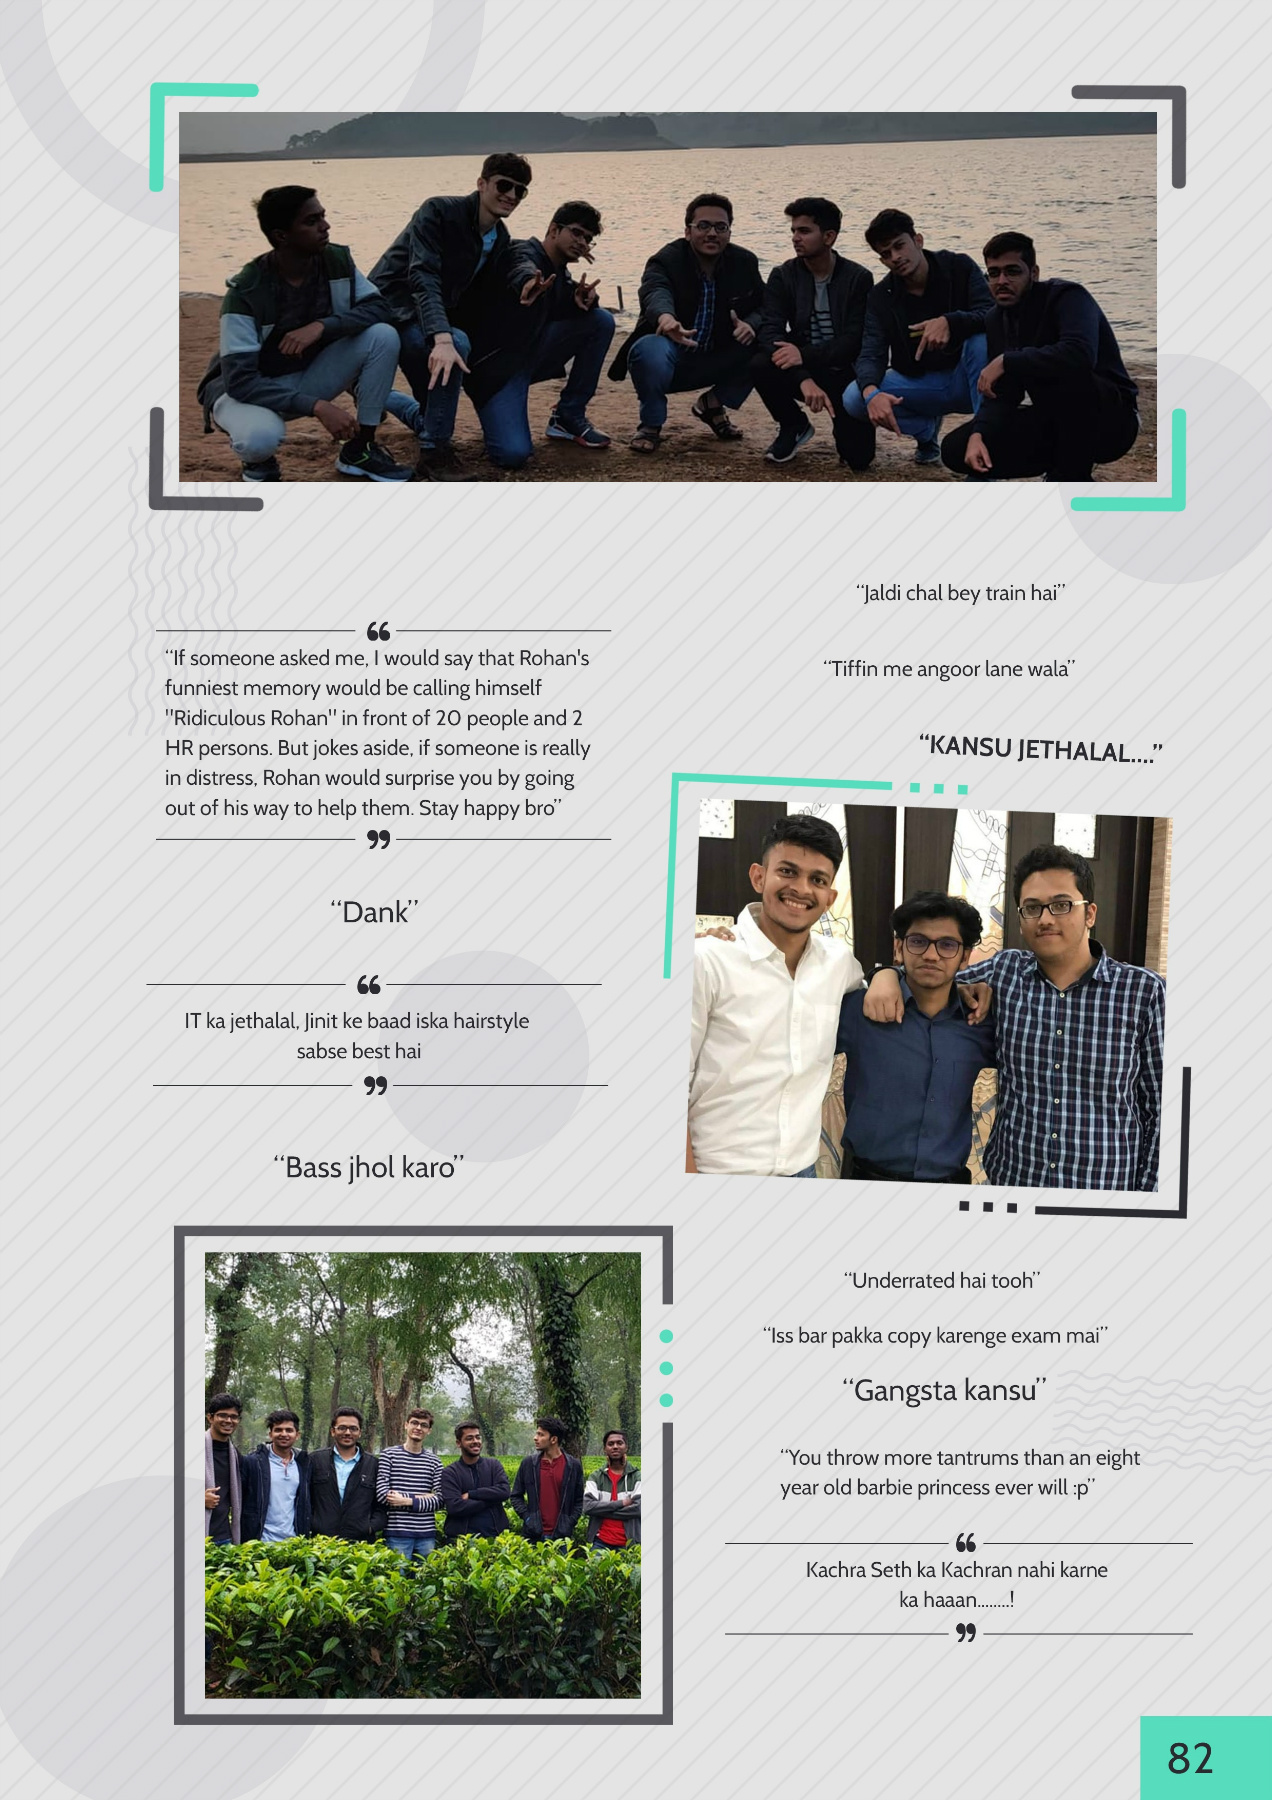 “Jaldi chal bey train hai”
“Tiffin me angoor lane wala”
“KANSU JETHALAL....”
“If someone asked me, I would say that Rohan's
funniest memory would be calling himself
"Ridiculous Rohan" in front of 20 people and 2
HR persons. But jokes aside, if someone is really
in distress, Rohan would surprise you by going
out of his way to help them. Stay happy bro”
“Dank”
IT ka jethalal, Jinit ke baad iska hairstyle
sabse best hai
“Bass jhol karo”
“Underrated hai tooh”
“Iss bar pakka copy karenge exam mai”
“Gangsta kansu”
“You throw more tantrums than an eight
year old barbie princess ever will :p”
Kachra Seth ka Kachran nahi karne
ka haaan........!
82